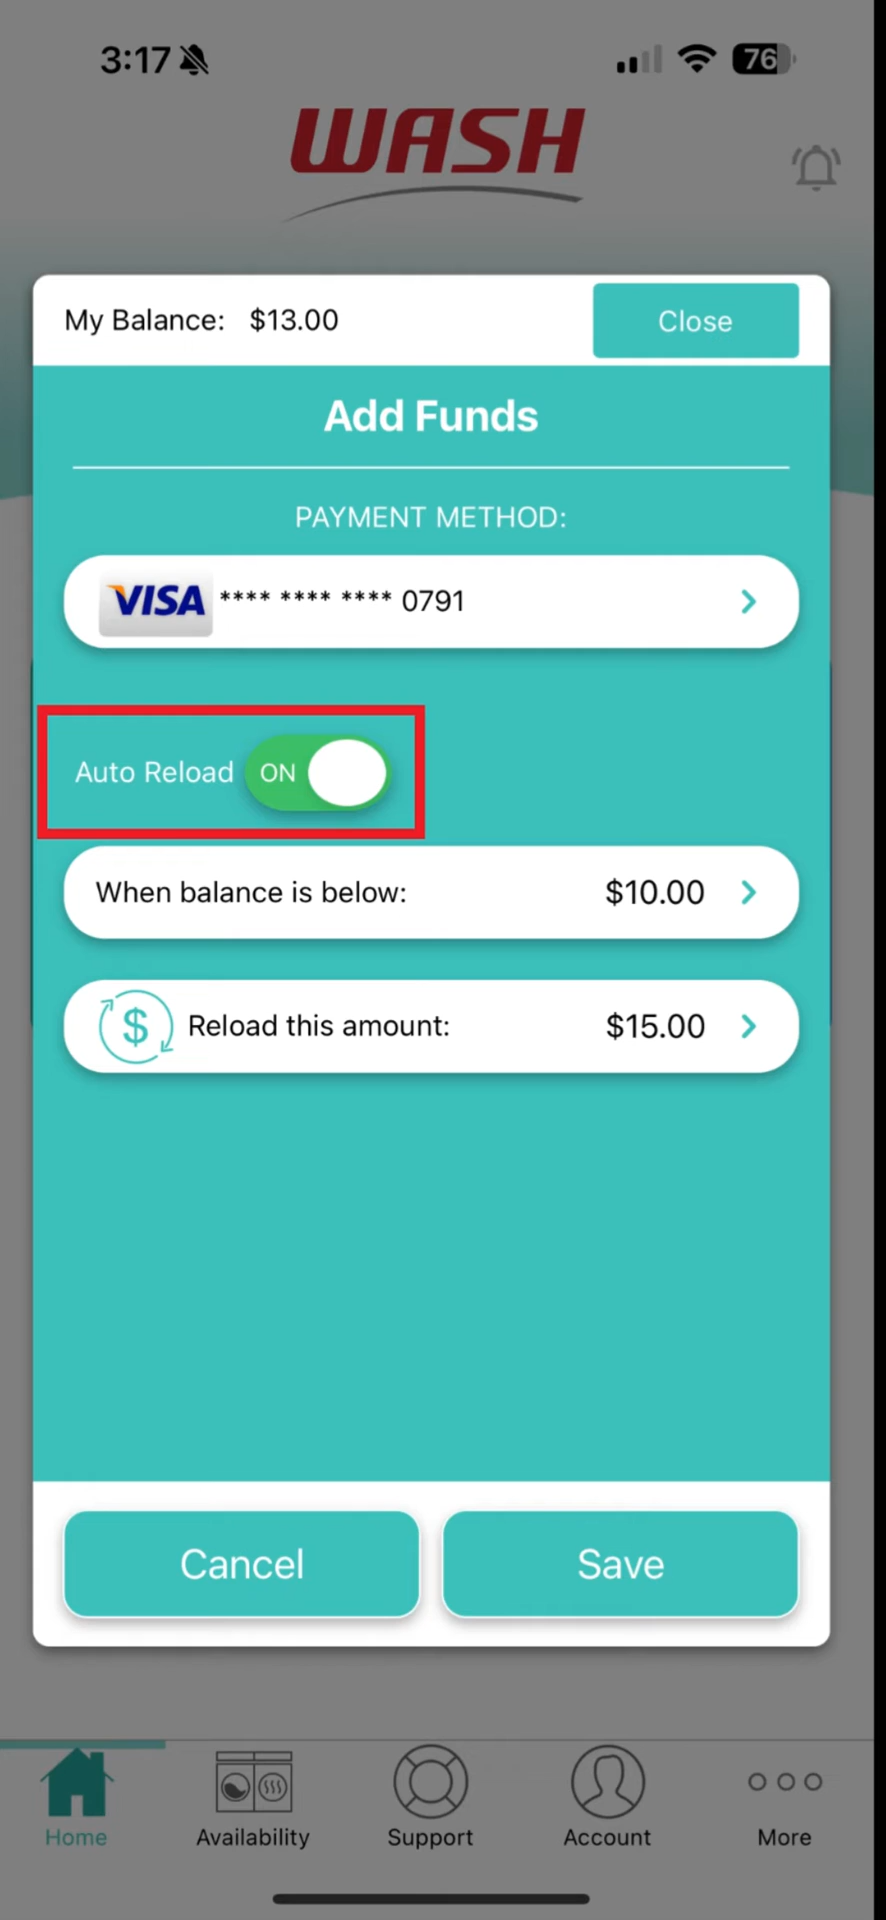 3:17
76
WASH
My Balance: $13.00
Close
Add Funds
PAYMENT METHOD:
VISA **** **** **** 0791
Auto Reload ON
When balance is below: $10.00
$ Reload this amount: $15.00
Cancel
Save
Home
Availability
Support
Account
More